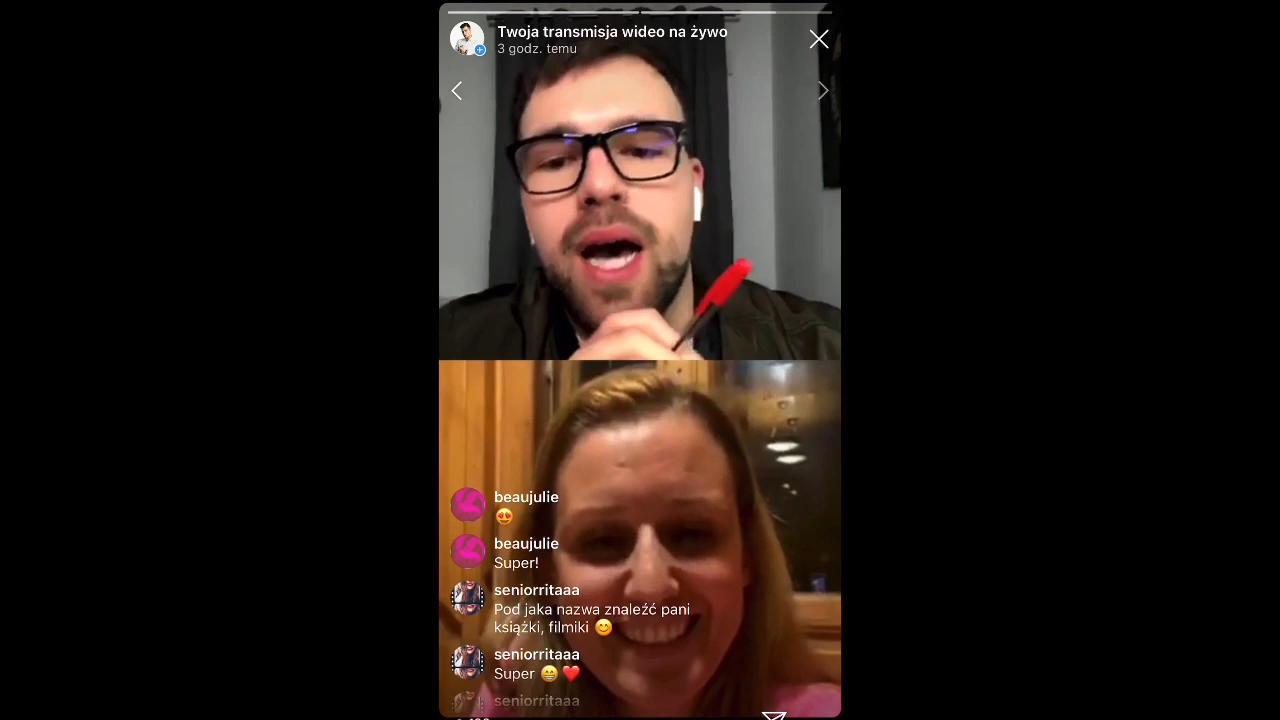 Twoja transmisja wideo na żywo
3 godz. temu
beaujulie
😍
beaujulie
Super!
seniorritaaa
Pod jaka nazwa znaleźć pani
książki, filmiki 😊
seniorritaaa
Super 😁❤️
seniorritaaa